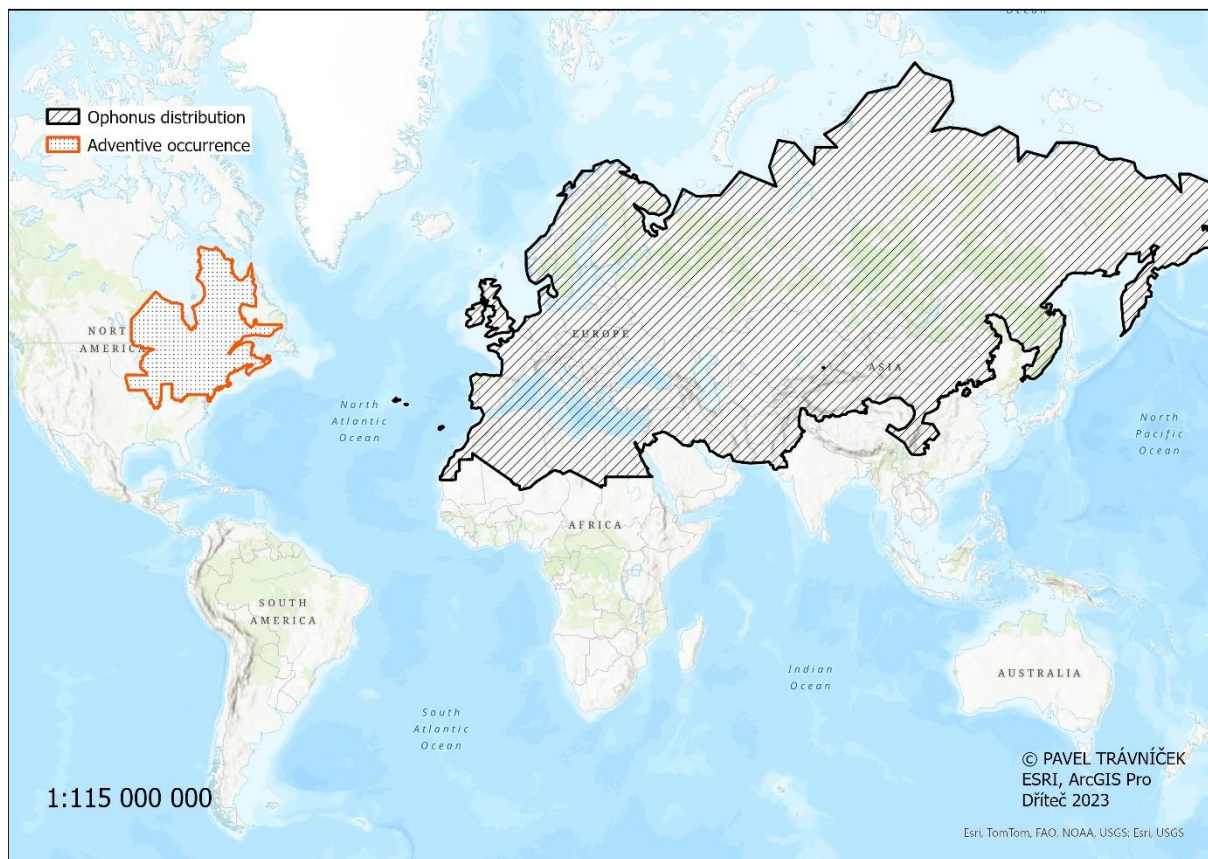 Ocean
Ophonus distribution
Adventive occurrence
NORT
AMERICA
EUROPE
ASIA
North
Atlantic
Ocean
North
Pacific
Ocean
AFRICA
SOUTH
AMERICA
Indian
Ocean
AUSTRALIA
South
Atlantic
Ocean
1:115 000 000
© PAVEL TRÁVNÍČEK
ESRI, ArcGIS Pro
Dříteč 2023
Esri, TomTom, FAO, NOAA, USGS; Esri, USGS